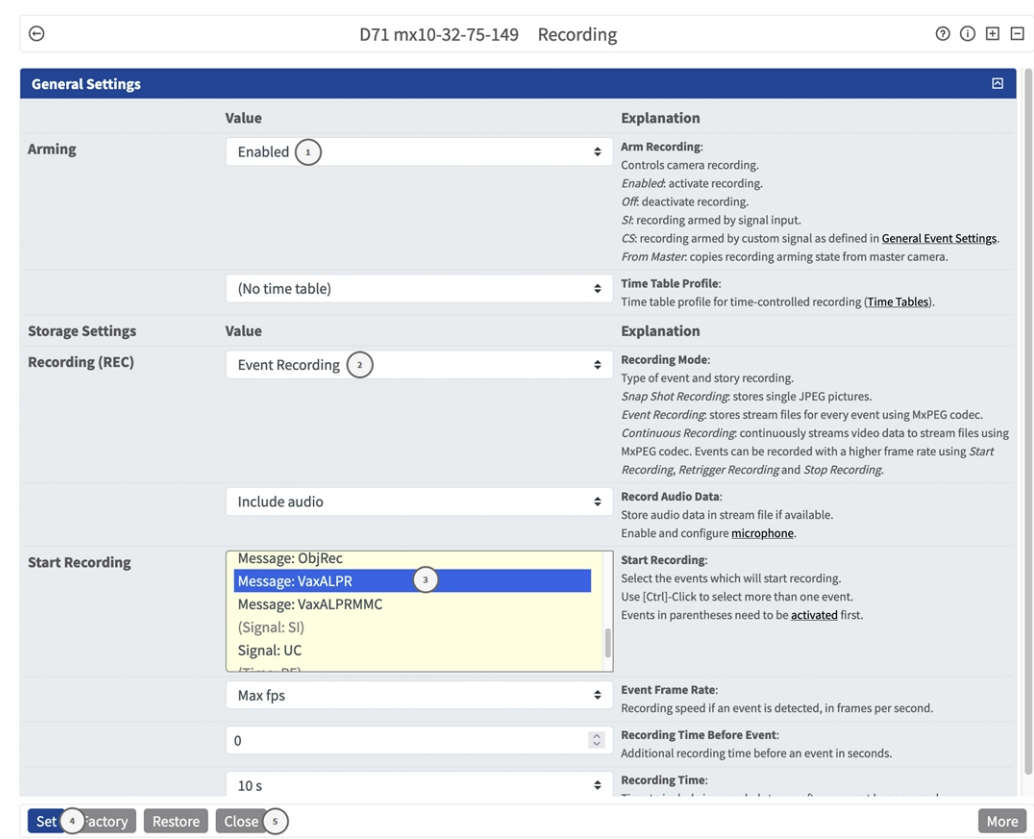 D71 mx10-32-75-149 Recording
General Settings
Value Explanation
Arming
Enabled 1
Arm Recording:
Controls camera recording.
Enabled: activate recording.
Off: deactivate recording.
SI: recording armed by signal input.
CS: recording armed by custom signal as defined in General Event Settings.
From Master: copies recording arming state from master camera.
(No time table)
Time Table Profile:
Time table profile for time-controlled recording (Time Tables).
Storage Settings Value Explanation
Recording (REC)
Event Recording 2
Recording Mode:
Type of event and story recording.
Snap Shot Recording: stores single JPEG pictures.
Event Recording: stores stream files for every event using MxPEG codec.
Continuous Recording: continuously streams video data to stream files using
MxPEG codec. Events can be recorded with a higher frame rate using Start
Recording, Retrigger Recording and Stop Recording.
Include audio
Record Audio Data:
Store audio data in stream file if available.
Enable and configure microphone.
Start Recording
Message: ObjRec
Message: VaxALPR 3
Message: VaxALPRMMC
(Signal: SI)
Signal: UC
Start Recording:
Select the events which will start recording.
Use [Ctrl]-Click to select more than one event.
Events in parentheses need to be activated first.
Max fps
Event Frame Rate:
Recording speed if an event is detected, in frames per second.
0
Recording Time Before Event:
Additional recording time before an event in seconds.
10 s
Recording Time:
Set 4 actory Restore Close 5 More